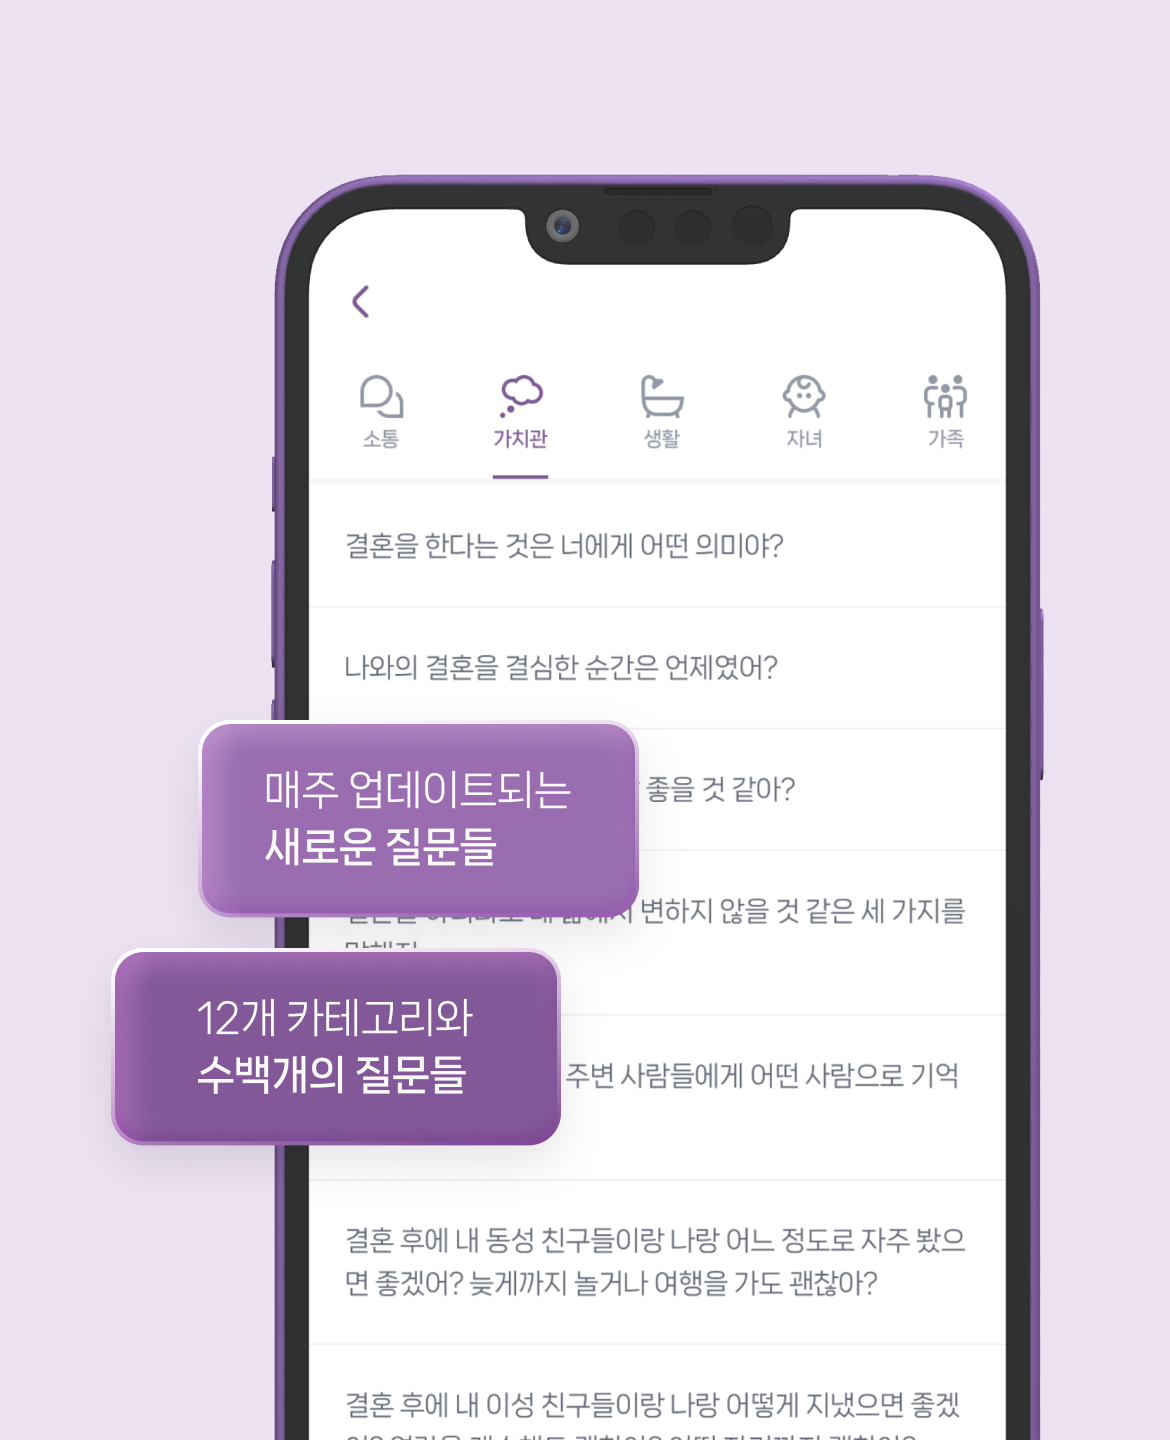 소통
가치관
생활
자녀
가족
결혼을 한다는 것은 너에게 어떤 의미야?
나와의 결혼을 결심한 순간은 언제였어?
매주 업데이트되는
새로운 질문들
좋을 것 같아?
변하지 않을 것 같은 세 가지를
12개 카테고리와
수백개의 질문들
주변 사람들에게 어떤 사람으로 기억
결혼 후에 내 동성 친구들이랑 나랑 어느 정도로 자주 봤으
면 좋겠어? 늦게까지 놀거나 여행을 가도 괜찮아?
결혼 후에 내 이성 친구들이랑 나랑 어떻게 지냈으면 좋겠